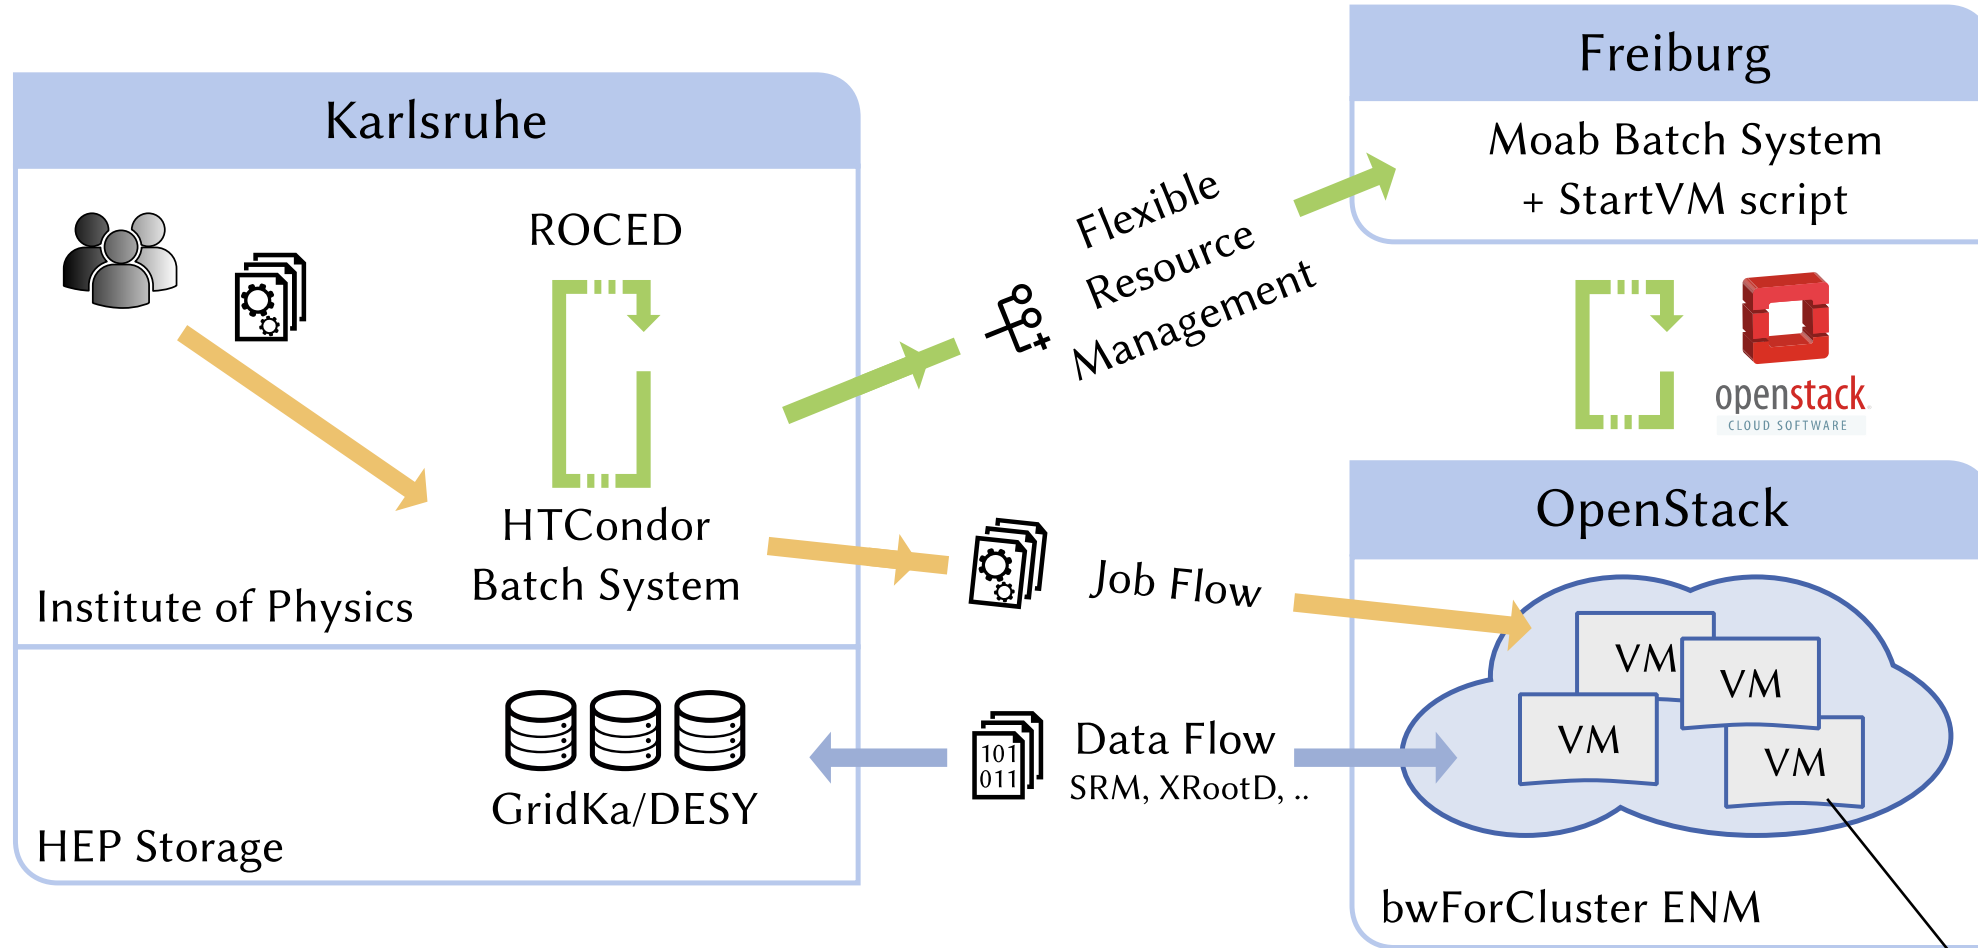 Karlsruhe
ROCED
HTCondor
Batch System
Institute of Physics
GridKa/DESY
HEP Storage
Flexible
Resource
Management
Job Flow
101
011
Data Flow
SRM, XRootD, ..
Freiburg
Moab Batch System
+ StartVM script
openstack
CLOUD SOFTWARE
OpenStack
VM
VM
VM
VM
bwForCluster ENM